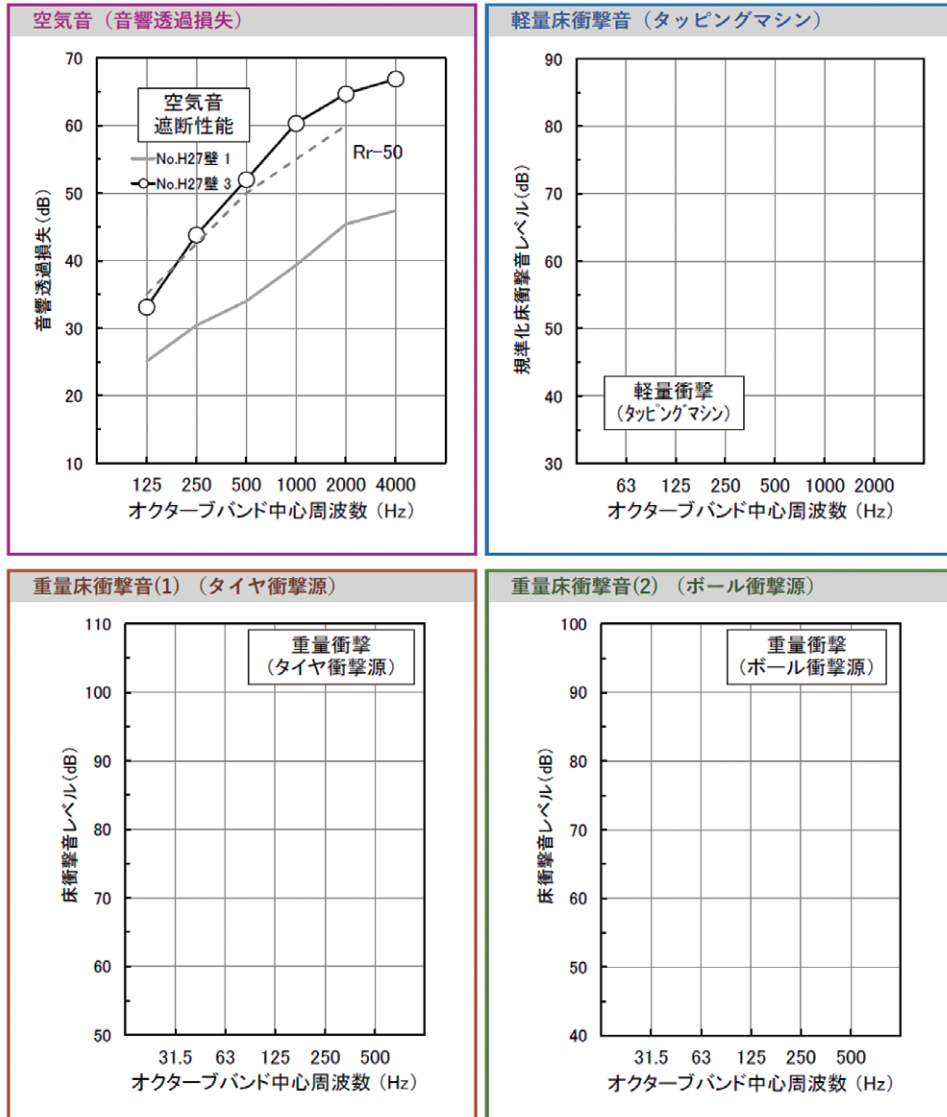 空気音（音響透過損失）
70
60
50
40
30
20
10
音響透過損失(dB)
空気音
遮断性能
No.H27壁 1
No.H27壁 3
Rr-50
125 250 500 1000 2000 4000
オクターブバンド中心周波数（Hz）
軽量床衝撃音（タッピングマシン）
90
80
70
60
50
40
30
規準化床衝撃音レベル(dB)
軽量衝撃
（タッピングマシン）
63 125 250 500 1000 2000
オクターブバンド中心周波数（Hz）
重量床衝撃音(1)　（タイヤ衝撃源）
110
100
90
80
70
60
50
床衝撃音レベル(dB)
重量衝撃
（タイヤ衝撃源）
31.5 63 125 250 500
オクターブバンド中心周波数（Hz）
重量床衝撃音(2)　（ボール衝撃源）
100
90
80
70
60
50
40
床衝撃音レベル(dB)
重量衝撃
（ボール衝撃源）
31.5 63 125 250 500
オクターブバンド中心周波数（Hz）